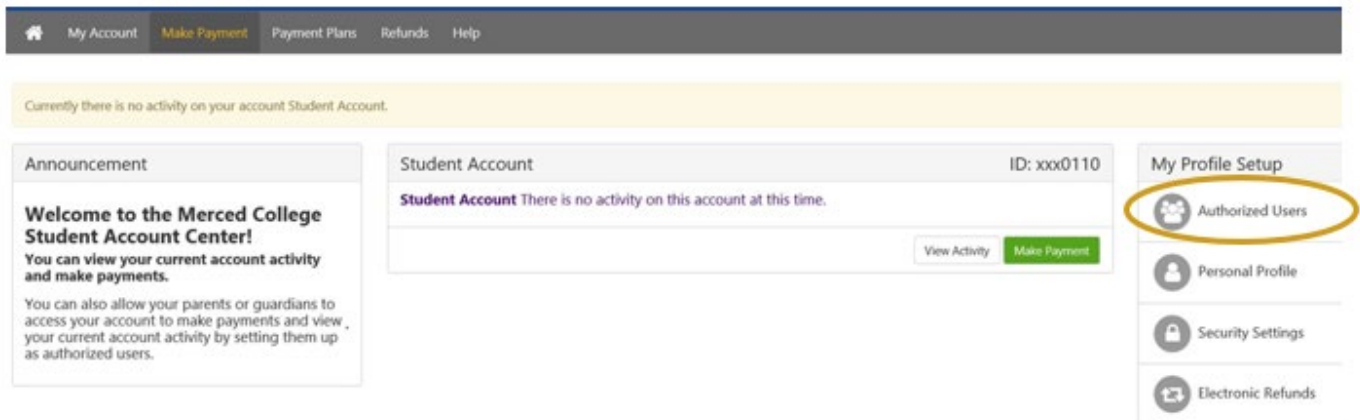 My Account Make Payment Payment Plans Refunds Help
Currently there is no activity on your account Student Account.
Announcement
Welcome to the Merced College
Student Account Center!
You can view your current account activity
and make payments.
You can also allow your parents or guardians to
access your account to make payments and view
your current account activity by setting them up
as authorized users.
Student Account ID: xxx0110
Student Account There is no activity on this account at this time.
View Activity Make Payment
My Profile Setup
Authorized Users
Personal Profile
Security Settings
Electronic Refunds